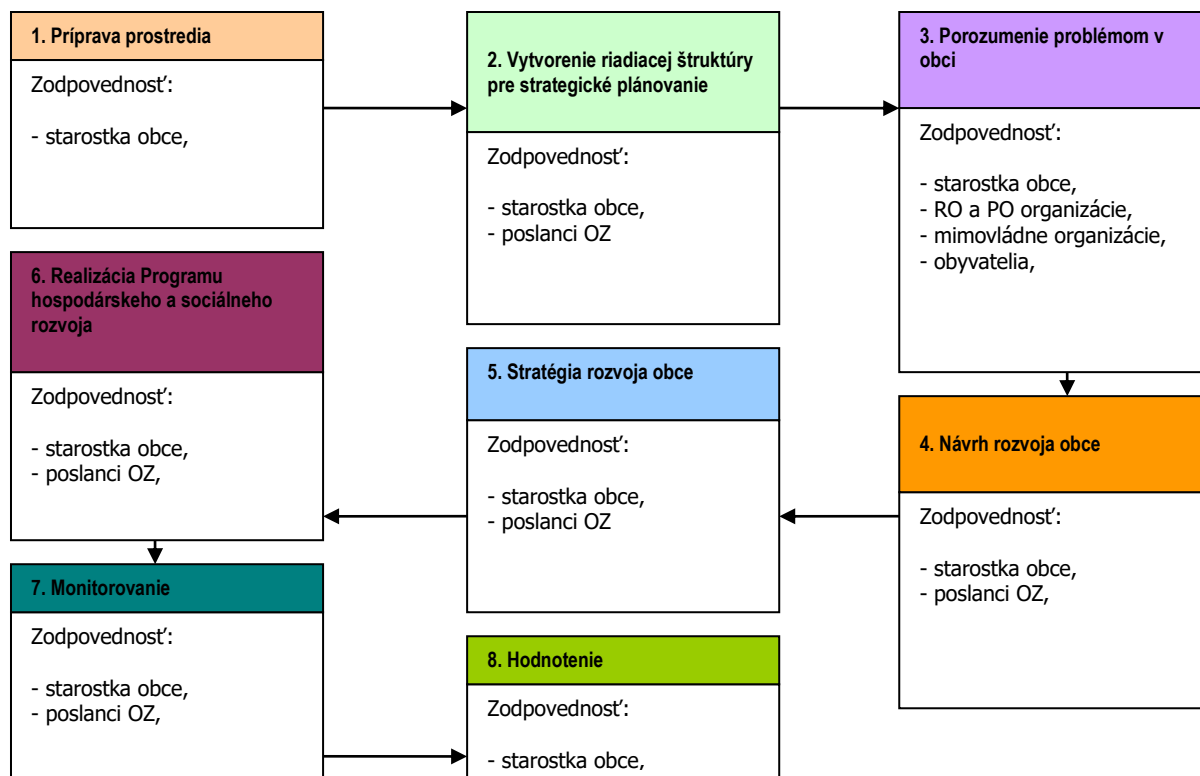 1. Príprava prostredia
Zodpovednosť:
- starostka obce,
2. Vytvorenie riadiacej štruktúry
pre strategické plánovanie
Zodpovednosť:
- starostka obce,
- poslanci OZ
3. Porozumenie problémom v
obci
Zodpovednosť:
- starostka obce,
- RO a PO organizácie,
- mimovládne organizácie,
- obyvatelia,
4. Návrh rozvoja obce
Zodpovednosť:
- starostka obce,
- poslanci OZ,
5. Stratégia rozvoja obce
Zodpovednosť:
- starostka obce,
- poslanci OZ
6. Realizácia Programu
hospodárskeho a sociálneho
rozvoja
Zodpovednosť:
- starostka obce,
- poslanci OZ,
7. Monitorovanie
Zodpovednosť:
- starostka obce,
- poslanci OZ,
8. Hodnotenie
Zodpovednosť:
- starostka obce,